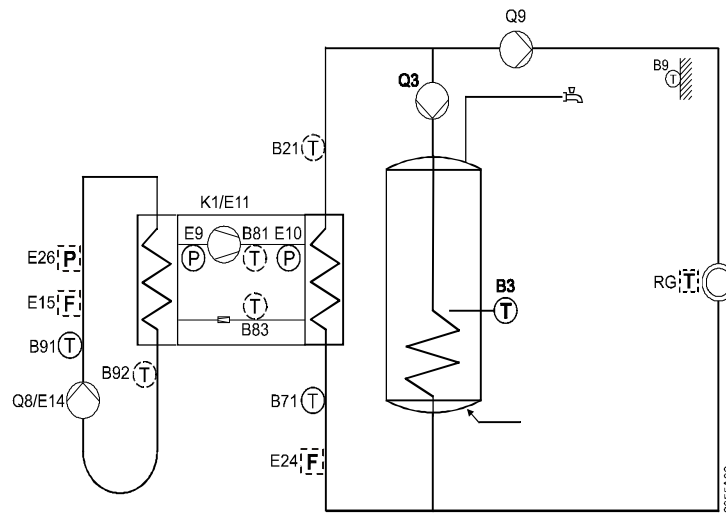 Q9
B9
T
Q3
B21 T
K1/E11
E9 B81 E10
P T P
E26 P
T
RG T
E15 F
B3
T
B83
B91 T
B92 T
Q8/E14
B71 T
E24 F